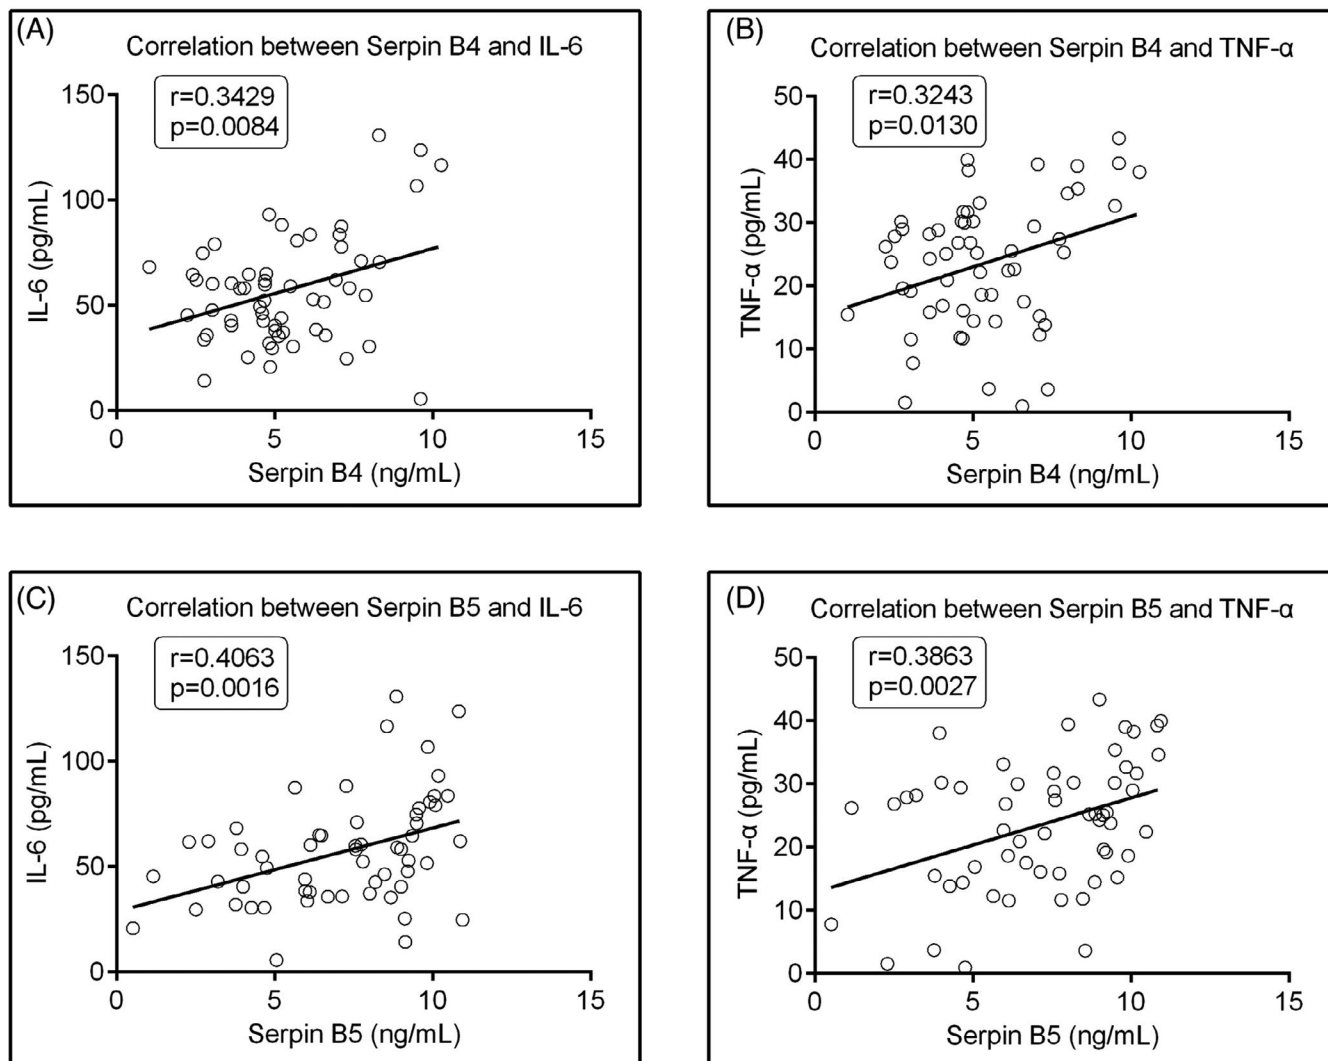 (A)
Correlation between Serpin B4 and IL-6
r=0.3429
p=0.0084
IL-6 (pg/mL)
150
100
50
0
0 5 10 15
Serpin B4 (ng/mL)
(B)
Correlation between Serpin B4 and TNF-α
r=0.3243
p=0.0130
TNF-α (pg/mL)
50
40
30
20
10
0
0 5 10 15
Serpin B4 (ng/mL)
(C)
Correlation between Serpin B5 and IL-6
r=0.4063
p=0.0016
IL-6 (pg/mL)
150
100
50
0
0 5 10 15
Serpin B5 (ng/mL)
(D)
Correlation between Serpin B5 and TNF-α
r=0.3863
p=0.0027
TNF-α (pg/mL)
50
40
30
20
10
0
0 5 10 15
Serpin B5 (ng/mL)